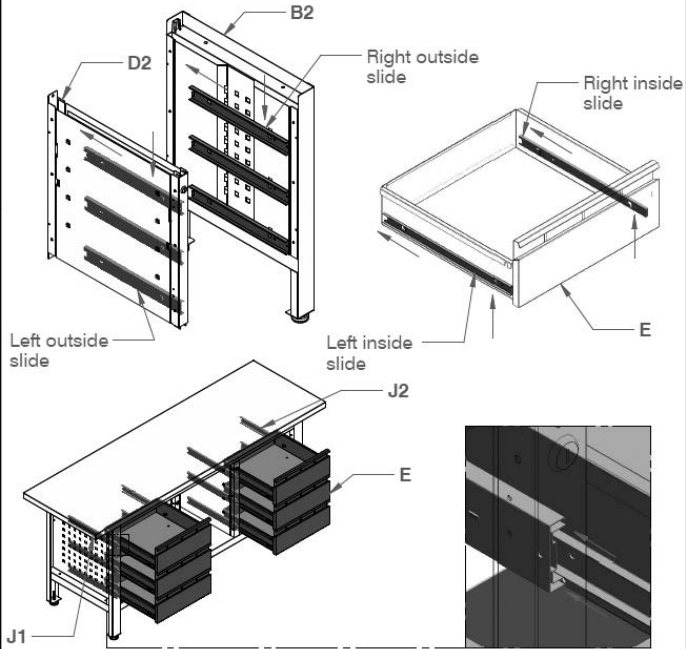 B2
D2
Right outside
slide
Right inside
slide
Left outside
slide
Left inside
slide
E
J2
E
J1